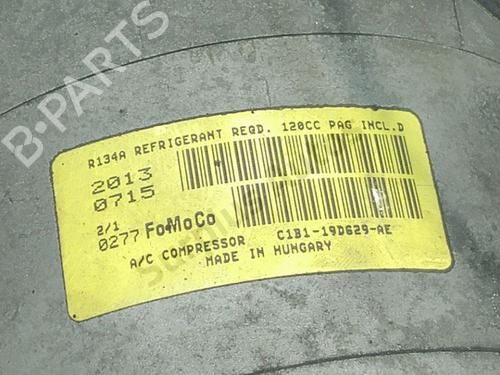 B-PARTS
R134A REFRIGERANT REQD. 120CC PAG INCL.D
2013
0715
2/1
0277 FoMoCo
C1B1-19D629-AE
A/C COMPRESSOR
MADE IN HUNGARY